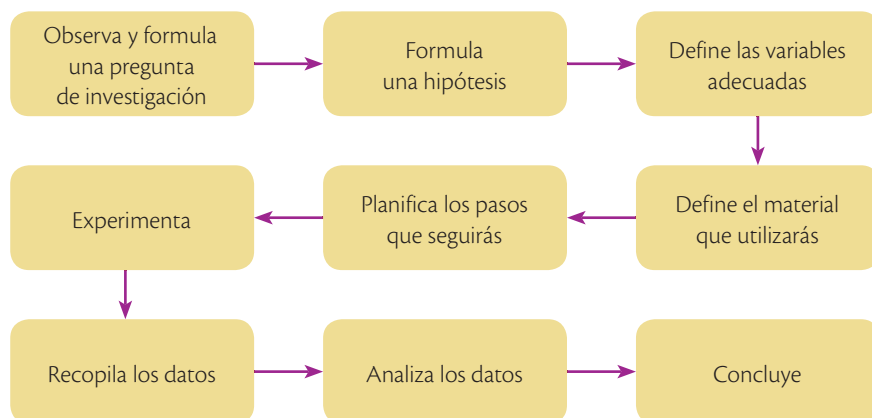 Observa y formula
una pregunta
de investigación
Formula
una hipótesis
Define las variables
adecuadas
Define el material
que utilizarás
Planifica los pasos
que seguirás
Experimenta
Recopila los datos
Analiza los datos
Concluye